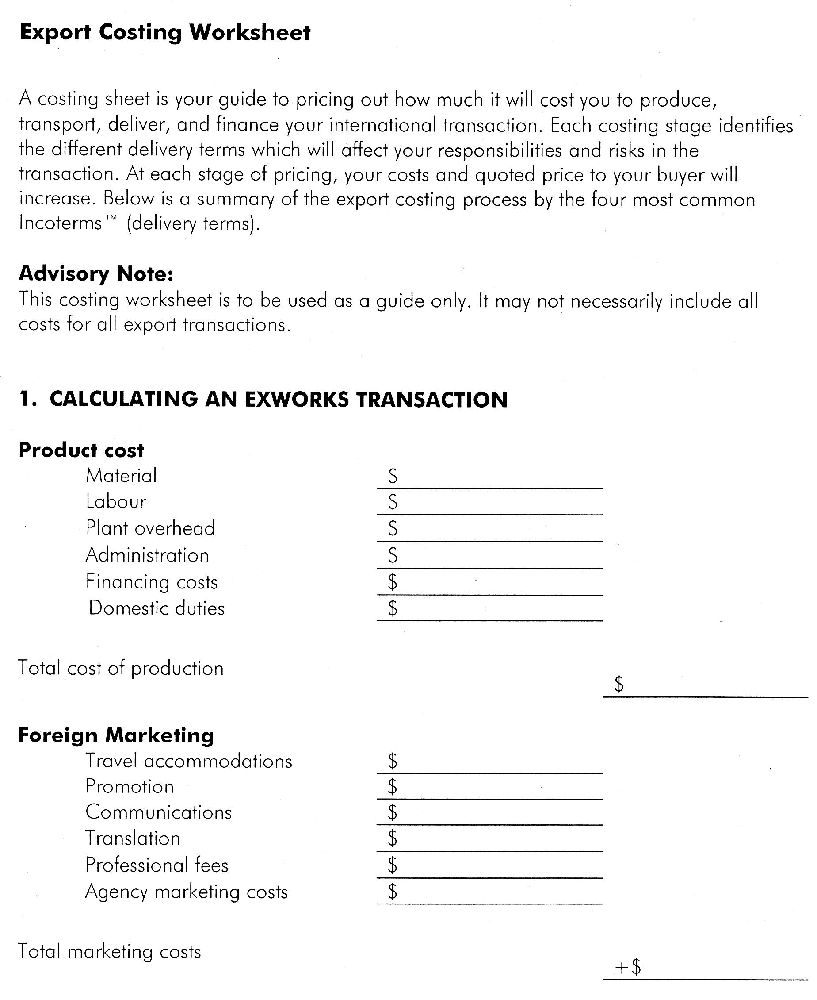 Export Costing Worksheet
A costing sheet is your guide to pricing out how much it will cost you to produce,
transport, deliver, and finance your international transaction. Each costing stage identifies
the different delivery terms which will affect your responsibilities and risks in the
transaction. At each stage of pricing, your costs and quoted price to your buyer will
increase. Below is a summary of the export costing process by the four most common
Incoterms™ (delivery terms).
Advisory Note:
This costing worksheet is to be used as a guide only. It may not necessarily include all
costs for all export transactions.
1. CALCULATING AN EXWORKS TRANSACTION
Product cost
Material $
Labour $
Plant overhead $
Administration $
Financing costs $
Domestic duties $
Total cost of production
$
Foreign Marketing
Travel accommodations $
Promotion $
Communications $
Translation $
Professional fees $
Agency marketing costs $
Total marketing costs
+$